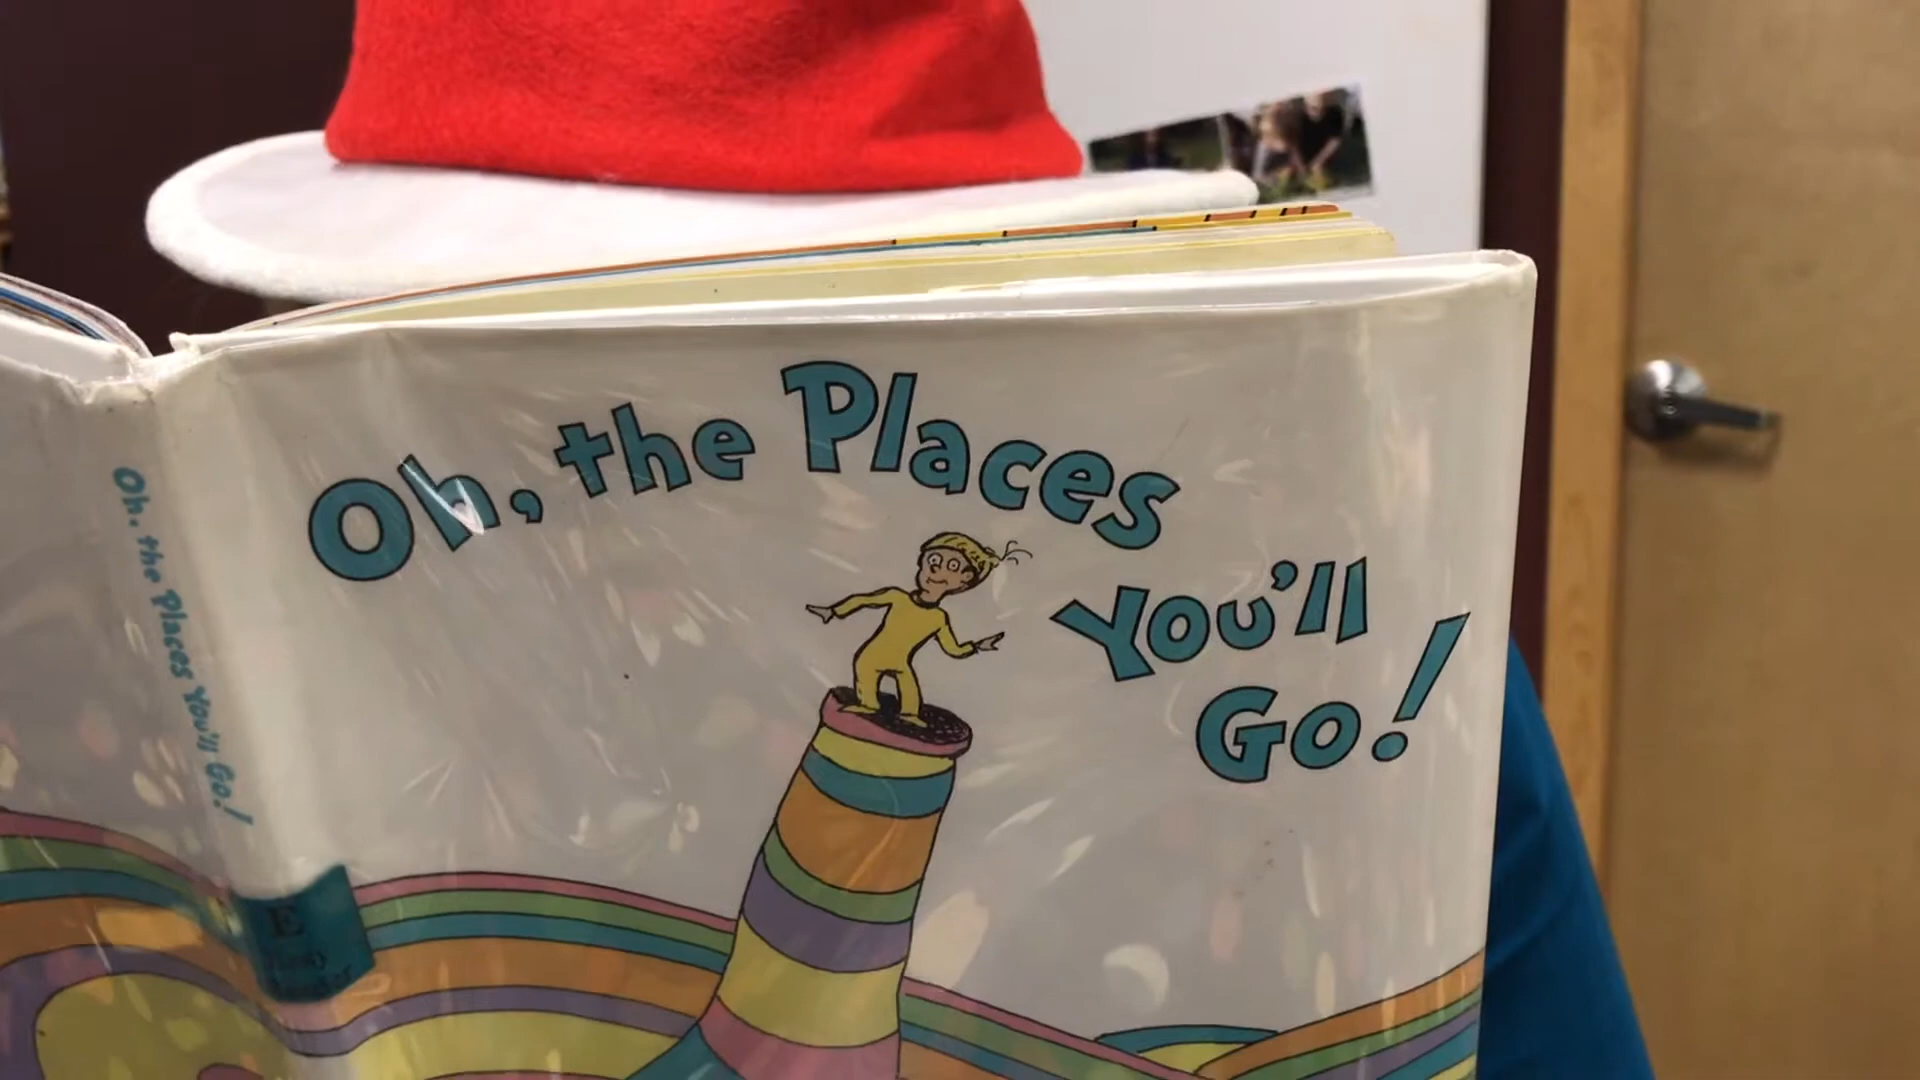 Oh, the Places
You'll
Go!
Oh, the Places You'll Go!
E